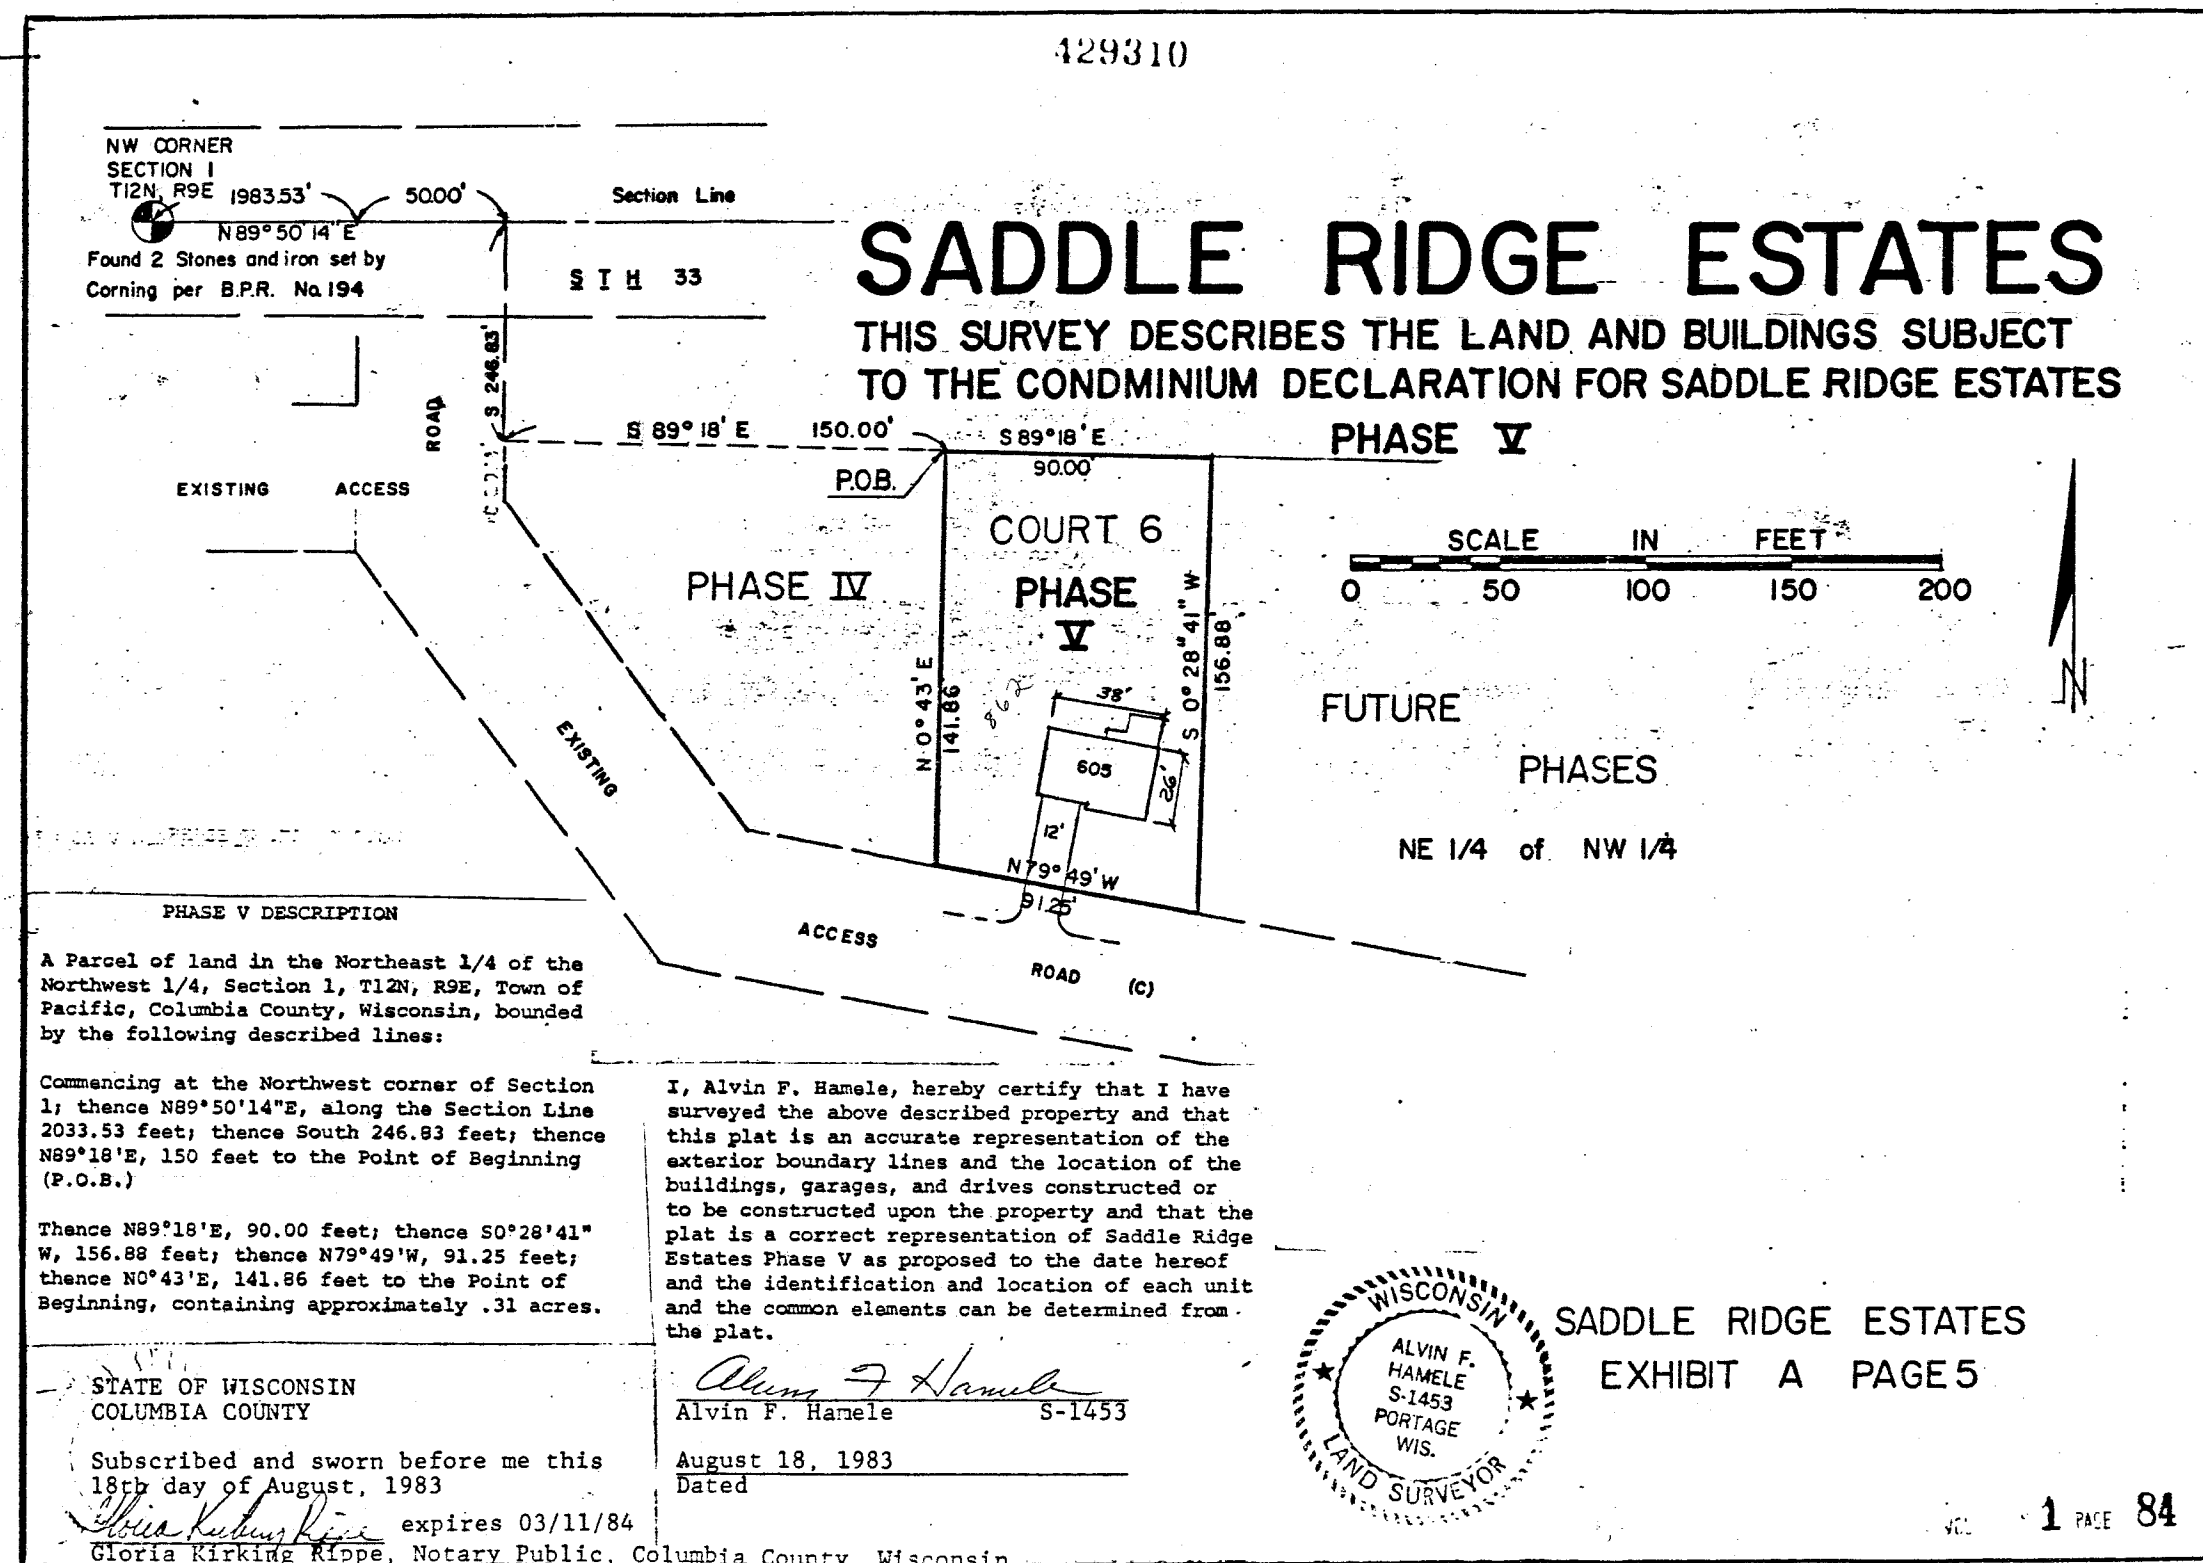 429310
NW CORNER
SECTION 1
T12N, R9E
1983.53'
50.00'
Section Line
N 89° 50' 14" E
Found 2 Stones and iron set by
Corning per B.P.R. No. 194
S T H 33
SADDLE RIDGE ESTATES
THIS SURVEY DESCRIBES THE LAND AND BUILDINGS SUBJECT
TO THE CONDMINIUM DECLARATION FOR SADDLE RIDGE ESTATES
PHASE V
S 246.83'
ROAD
S 89° 18' E 150.00'
S 89° 18' E
90.00'
P.O.B.
EXISTING ACCESS
COURT 6
PHASE IV
PHASE
V
SCALE IN FEET
0 50 100 150 200
N
N 0° 43' E
141.86
S 0° 28' 41" W
156.88
862
38'
605
26'
12'
N 79° 49' W
91.25'
FUTURE
PHASES
NE 1/4 of NW 1/4
EXISTING
ACCESS
ROAD (C)
PHASE V DESCRIPTION
A Parcel of land in the Northeast 1/4 of the
Northwest 1/4, Section 1, T12N, R9E, Town of
Pacific, Columbia County, Wisconsin, bounded
by the following described lines:
Commencing at the Northwest corner of Section
1; thence N89°50'14"E, along the Section Line
2033.53 feet; thence South 246.83 feet; thence
N89°18'E, 150 feet to the Point of Beginning
(P.O.B.)
Thence N89°18'E, 90.00 feet; thence S0°28'41"
W, 156.88 feet; thence N79°49'W, 91.25 feet;
thence N0°43'E, 141.86 feet to the Point of
Beginning, containing approximately .31 acres.
I, Alvin F. Hamele, hereby certify that I have
surveyed the above described property and that
this plat is an accurate representation of the
exterior boundary lines and the location of the
buildings, garages, and drives constructed or
to be constructed upon the property and that the
plat is a correct representation of Saddle Ridge
Estates Phase V as proposed to the date hereof
and the identification and location of each unit
and the common elements can be determined from
the plat.
Alvin F Hamele
Alvin F. Hamele S-1453
August 18, 1983
Dated
STATE OF WISCONSIN
COLUMBIA COUNTY
Subscribed and sworn before me this
18th day of August, 1983
Gloria Kirking Rippe expires 03/11/84
Gloria Kirking Rippe, Notary Public, Columbia County, Wisconsin
WISCONSIN
ALVIN F.
HAMELE
S-1453
PORTAGE
WIS.
LAND SURVEYOR
SADDLE RIDGE ESTATES
EXHIBIT A PAGE 5
VOL 1 PAGE 84